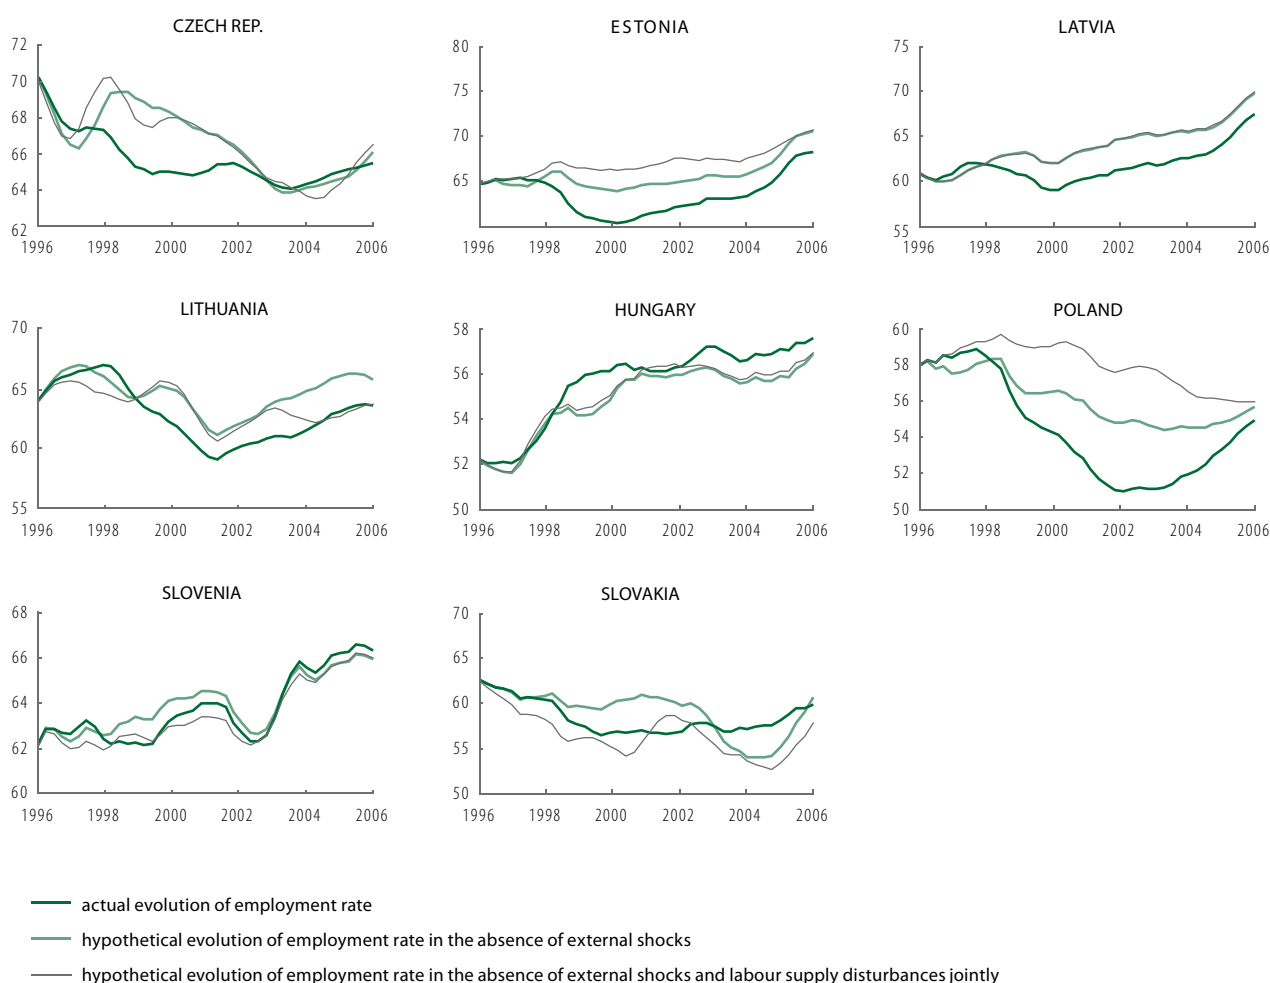 CZECH REP.
72
70
68
66
64
62
1996 1998 2000 2002 2004 2006
ESTONIA
80
75
70
65
1996 1998 2000 2002 2004 2006
LATVIA
75
70
65
60
55
1996 1998 2000 2002 2004 2006
LITHUANIA
70
65
60
55
1996 1998 2000 2002 2004 2006
HUNGARY
58
56
54
52
50
1996 1998 2000 2002 2004 2006
POLAND
60
58
56
54
52
50
1996 1998 2000 2002 2004 2006
SLOVENIA
68
66
64
62
60
1996 1998 2000 2002 2004 2006
SLOVAKIA
70
65
60
55
50
1996 1998 2000 2002 2004 2006
actual evolution of employment rate
hypothetical evolution of employment rate in the absence of external shocks
hypothetical evolution of employment rate in the absence of external shocks and labour supply disturbances jointly